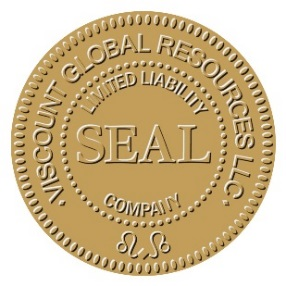 ·VISCOUNT GLOBAL RESOURCES LLC·
LIMITED LIABILITY
SEAL
COMPANY